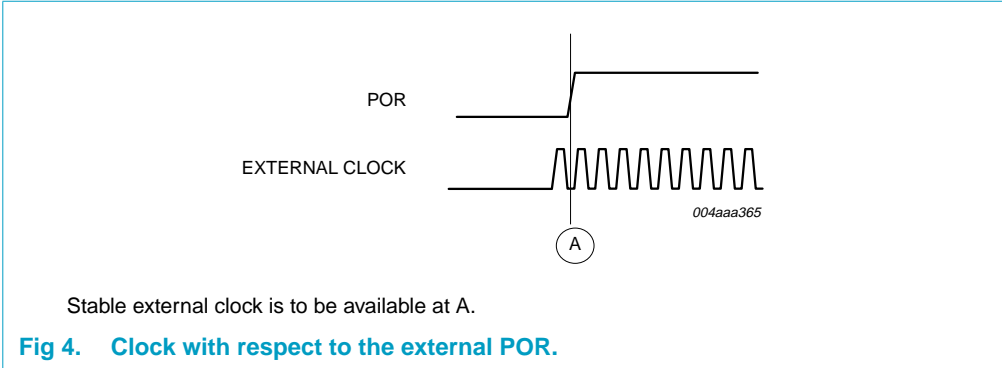 POR
EXTERNAL CLOCK
004aaa365
A
Stable external clock is to be available at A.
Fig 4. Clock with respect to the external POR.